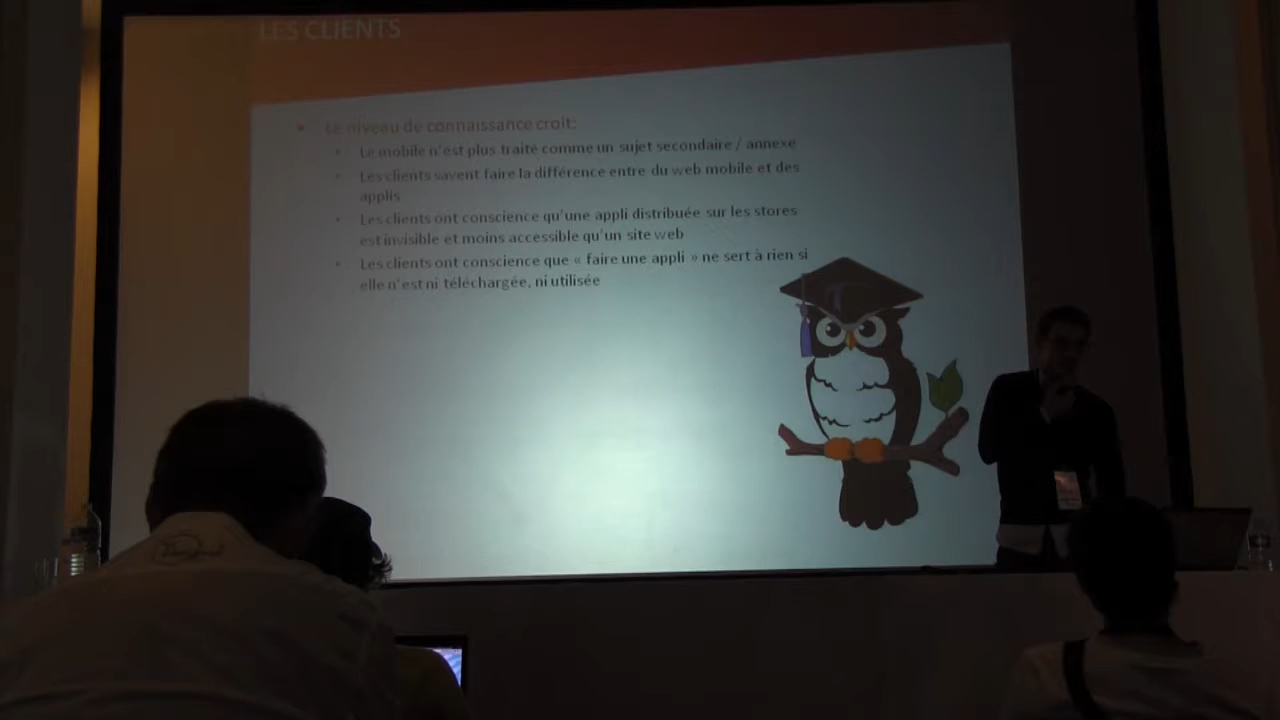 LES CLIENTS
Le niveau de connaissance croit:
Le mobile n'est plus traité comme un sujet secondaire / annexe
Les clients savent faire la différence entre du web mobile et des
applis
Les clients ont conscience qu'une appli distribuée sur les stores
est invisible et moins accessible qu'un site web
Les clients ont conscience que « faire une appli » ne sert à rien si
elle n'est ni téléchargée, ni utilisée